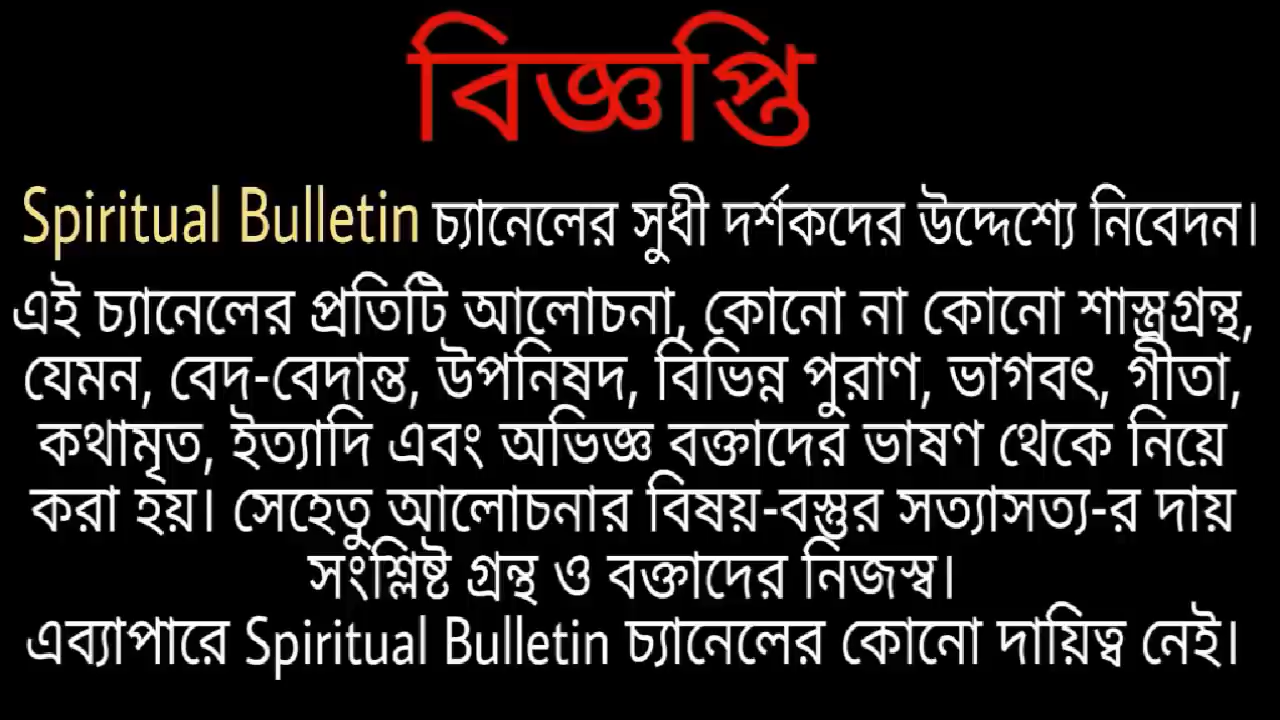 বিজ্ঞপ্তি
Spiritual Bulletin চ্যানেলের সুধী দর্শকদের উদ্দেশ্যে নিবেদন।
এই চ্যানেলের প্রতিটি আলোচনা, কোনো না কোনো শাস্ত্রগ্রন্থ,
যেমন, বেদ-বেদান্ত, উপনিষদ, বিভিন্ন পুরাণ, ভাগবৎ, গীতা,
কথামৃত, ইত্যাদি এবং অভিজ্ঞ বক্তাদের ভাষণ থেকে নিয়ে
করা হয়। সেহেতু আলোচনার বিষয়-বস্তুর সত্যাসত্য-র দায়
সংশ্লিষ্ট গ্রন্থ ও বক্তাদের নিজস্ব।
এব্যাপারে Spiritual Bulletin চ্যানেলের কোনো দায়িত্ব নেই।